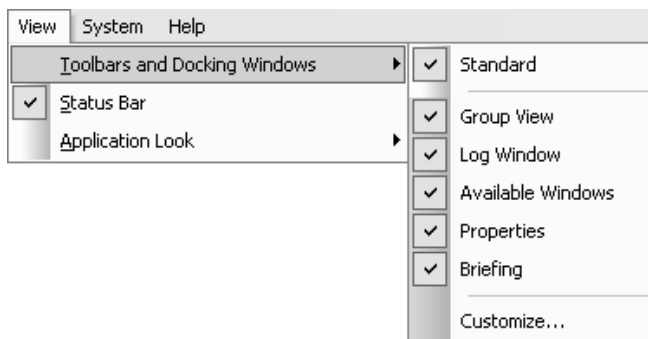 View System Help
Toolbars and Docking Windows
Status Bar
Application Look
Standard
Group View
Log Window
Available Windows
Properties
Briefing
Customize...